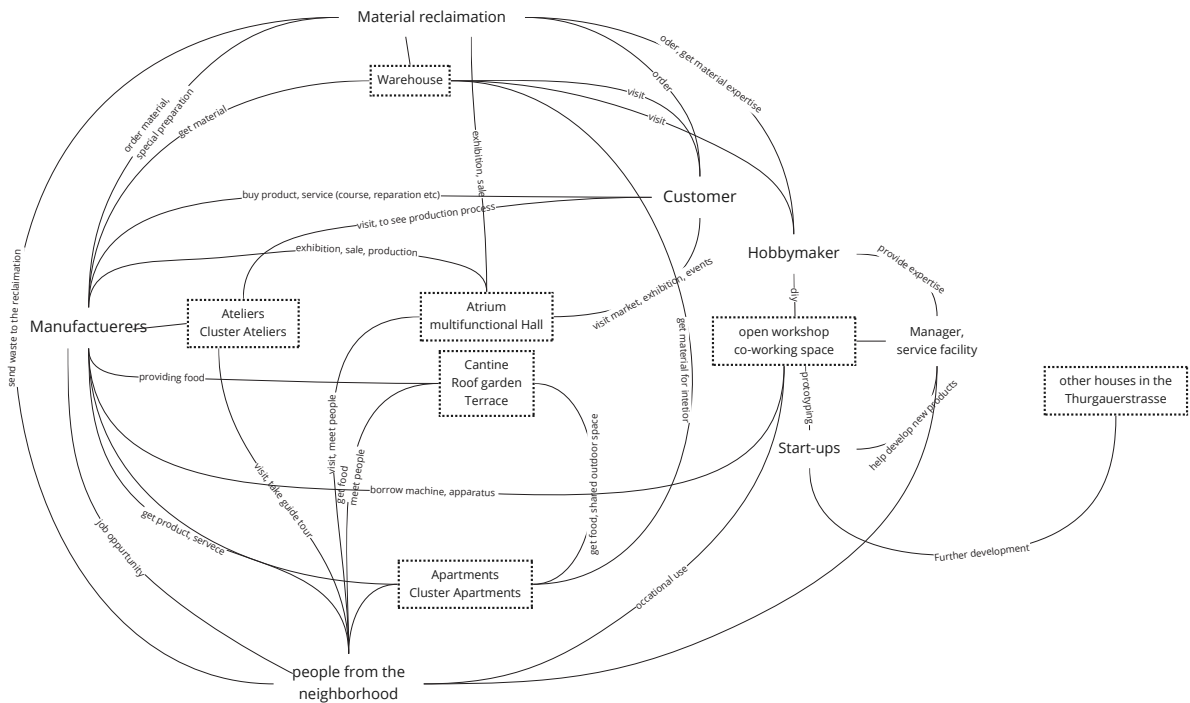 Material reclaimation
Warehouse
oder, get material expertise
order
visit
visit
order material,
special preparation
get material
exhibition, sale
buy product, service (course, reparation etc)
Customer
visit, to see production process
exhibition, sale, production
Hobbymaker
provide expertise
visit market, exhibition, events
diy
send waste to the reclaimation
Manufactuerers
Ateliers
Cluster Ateliers
Atrium
multifunctional Hall
get material for intetior
open workshop
co-working space
Manager,
service facility
Cantine
Roof garden
Terrace
providing food
prototyping
other houses in the
Thurgauerstrasse
help develop new products
Start-ups
visit, meet people
get food
meet people
get food, shared outdoor space
visit, take guide tour
borrow machine, apparatus
get product, servece
job oppurtunity
Further development
Apartments
Cluster Apartments
occational use
people from the
neighborhood